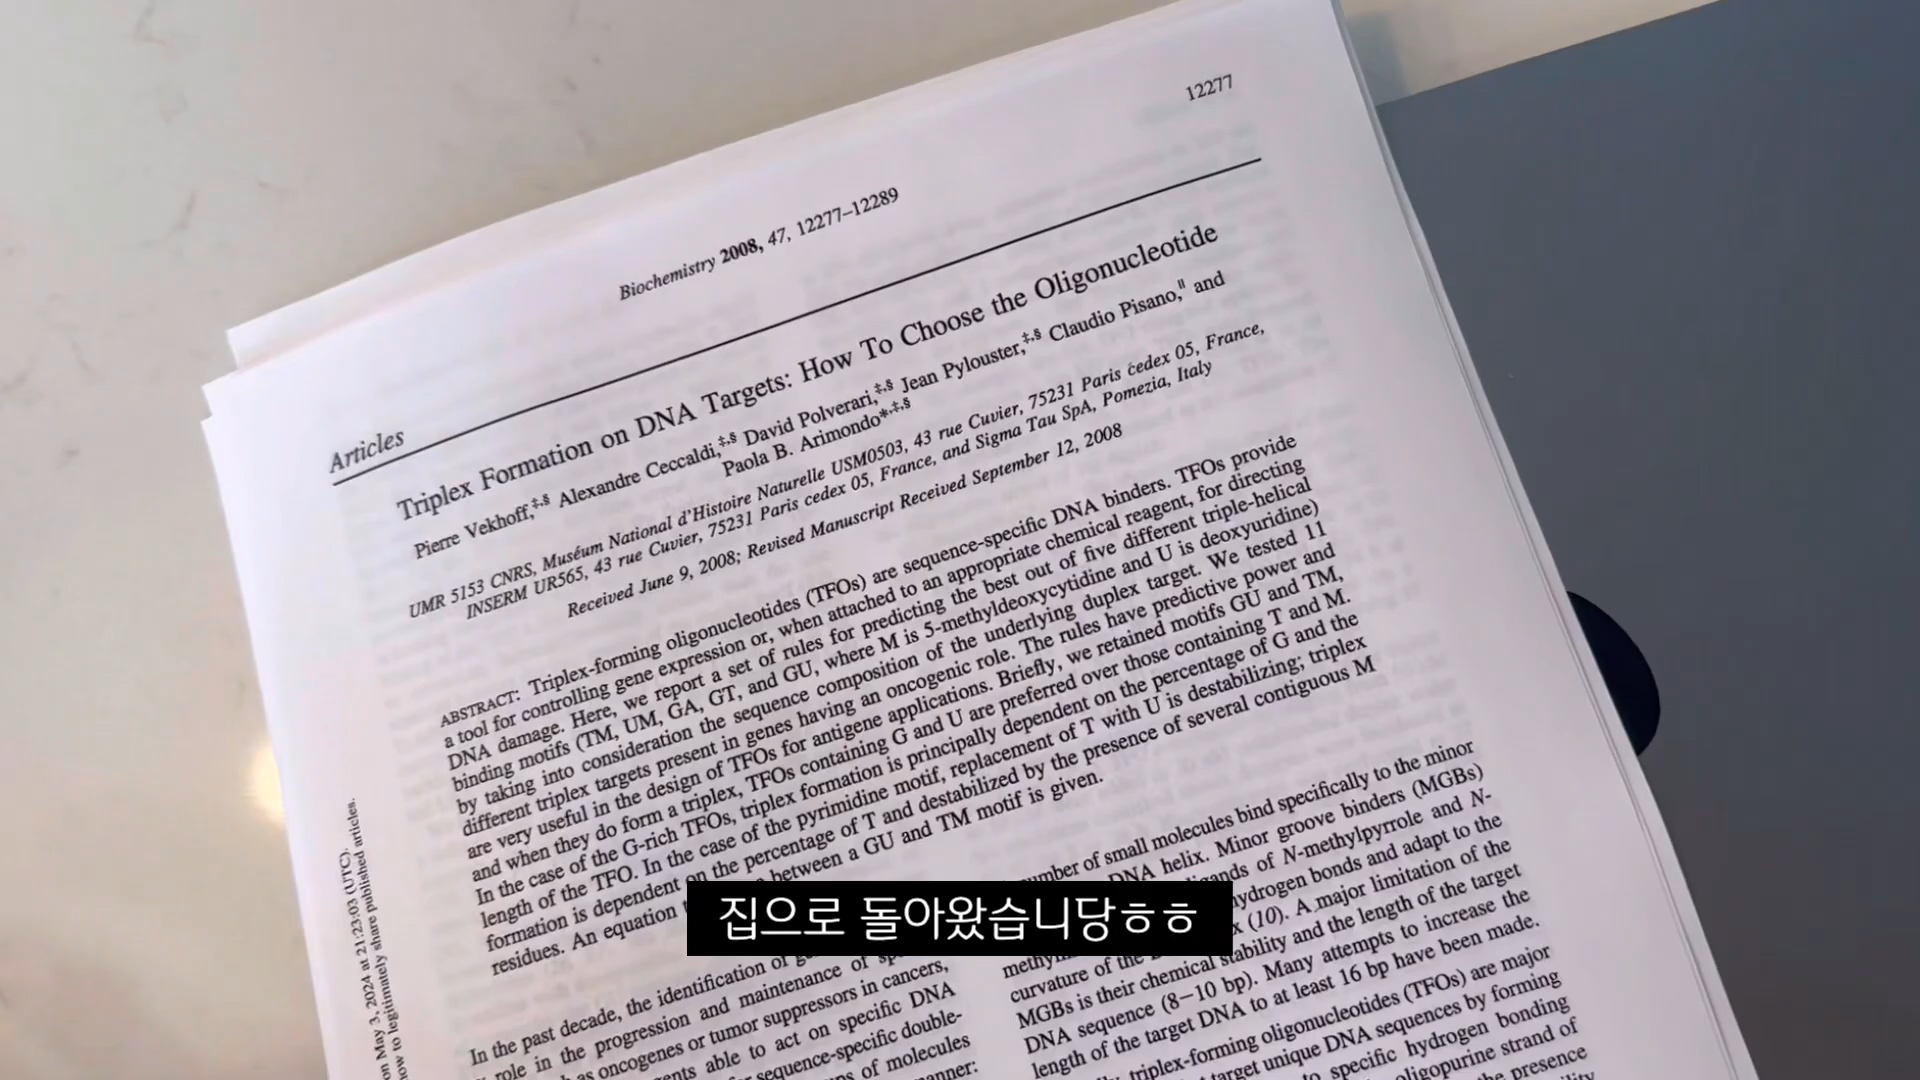 12277
Biochemistry 2008, 47, 12277–12289
Articles
Triplex Formation on DNA Targets: How To Choose the Oligonucleotide
Pierre Vekhoff,‡,§ Alexandre Ceccaldi,‡,§ David Polverari,‡,§ Jean Pylouster,‡,§ Claudio Pisano,‖ and
Paola B. Arimondo*,‡,§
UMR 5153 CNRS, Muséum National d’Histoire Naturelle USM0503, 43 rue Cuvier, 75231 Paris cedex 05, France,
INSERM UR565, 43 rue Cuvier, 75231 Paris cedex 05, France, and Sigma Tau SpA, Pomezia, Italy
Received June 9, 2008; Revised Manuscript Received September 12, 2008
ABSTRACT: Triplex-forming oligonucleotides (TFOs) are sequence-specific DNA binders. TFOs provide
a tool for controlling gene expression or, when attached to an appropriate chemical reagent, for directing
DNA damage. Here, we report a set of rules for predicting the best out of five different triple-helical
binding motifs (TM, UM, GA, GT, and GU, where M is 5-methyldeoxycytidine and U is deoxyuridine)
by taking into consideration the sequence composition of the underlying duplex target. We tested 11
different triplex targets present in genes having an oncogenic role. The rules have predictive power and
are very useful in the design of TFOs for antigene applications. Briefly, we retained motifs GU and TM,
and when they do form a triplex, TFOs containing G and U are preferred over those containing T and M.
In the case of the G-rich TFOs, triplex formation is principally dependent on the percentage of G and the
length of the TFO. In the case of the pyrimidine motif, replacement of T with U is destabilizing; triplex
formation is dependent on the percentage of T and destabilized by the presence of several contiguous M
residues. An equation between a GU and TM motif is given.
In the past decade, the identification of
role in the progression and maintenance of
as oncogenes or tumor suppressors in cancers,
able to act on specific DNA
sequence-specific double-
of molecules
manner:
number of small molecules bind specifically to the minor
DNA helix. Minor groove binders (MGBs)
of N-methylpyrrole and N-
hydrogen bonds and adapt to the
curvature of the (10). A major limitation of the
MGBs is their chemical stability and the length of the target
DNA sequence (8–10 bp). Many attempts to increase the
length of the target DNA to at least 16 bp have been made.
triplex-forming oligonucleotides (TFOs) are major
target unique DNA sequences by forming
specific hydrogen bonding
oligopurine strand of
the presence
on May 3, 2024 at 21:23:03 (UTC).
how to legitimately share published articles.
집으로 돌아왔습니당ㅎㅎ